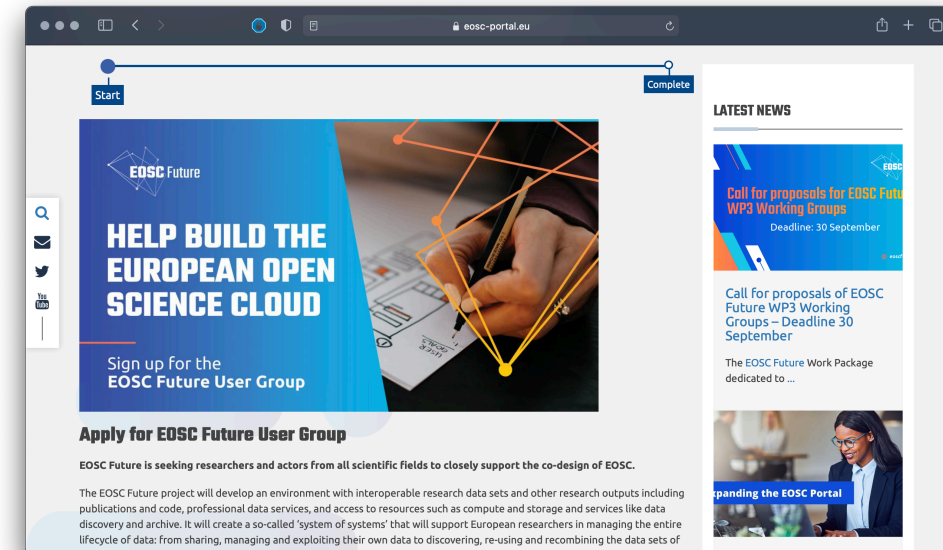 eosc-portal.eu
Start
Complete
EOSC Future
HELP BUILD THE
EUROPEAN OPEN
SCIENCE CLOUD
Sign up for the
EOSC Future User Group
USER
GOALS
You
Tube
Apply for EOSC Future User Group
EOSC Future is seeking researchers and actors from all scientific fields to closely support the co-design of EOSC.
The EOSC Future project will develop an environment with interoperable research data sets and other research outputs including
publications and code, professional data services, and access to resources such as compute and storage and services like data
discovery and archive. It will create a so-called 'system of systems' that will support European researchers in managing the entire
lifecycle of data: from sharing, managing and exploiting their own data to discovering, re-using and recombining the data sets of
LATEST NEWS
EOSC
Call for proposals for EOSC Futu
WP3 Working Groups
Deadline: 30 September
Call for proposals of EOSC
Future WP3 Working
Groups – Deadline 30
September
The EOSC Future Work Package
dedicated to ...
xpanding the EOSC Portal